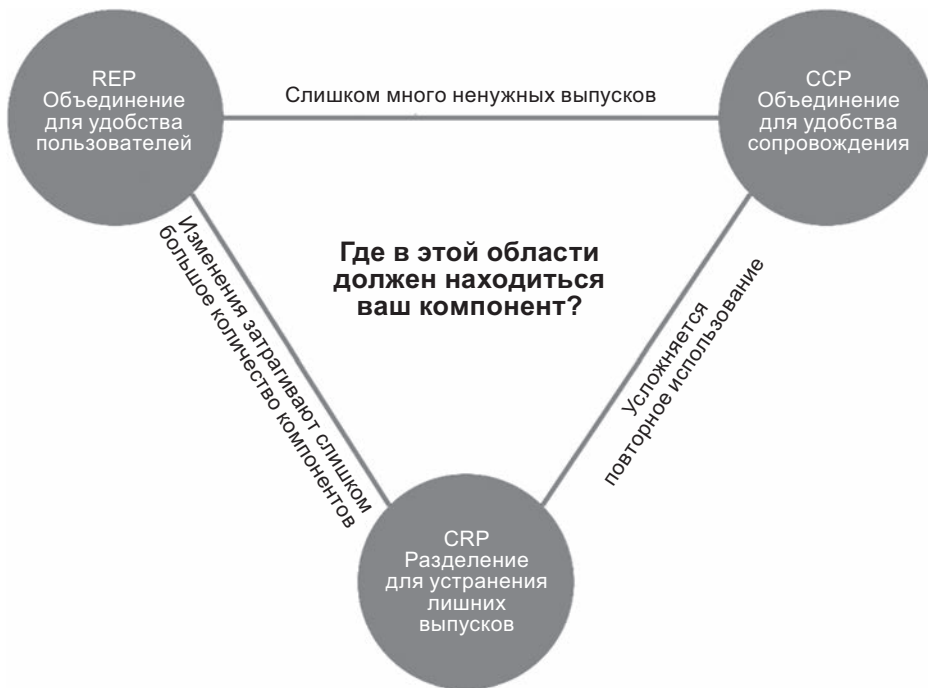 REP
Объединение
для удобства
пользователей
Слишком много ненужных выпусков
CCP
Объединение
для удобства
сопровождения
Изменения затрагивают слишком
большое количество компонентов
Где в этой области
должен находиться
ваш компонент?
Усложняется
повторное использование
CRP
Разделение
для устранения
лишних
выпусков